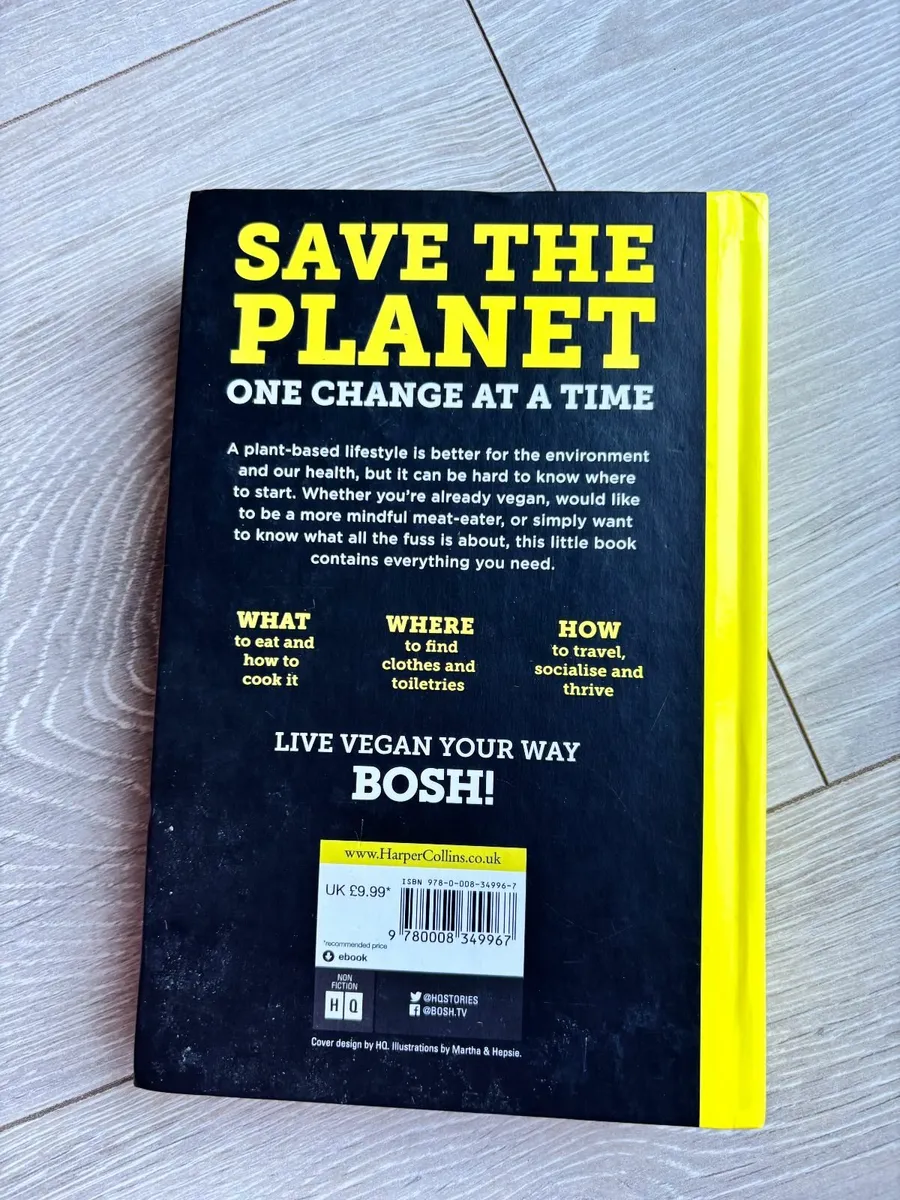 SAVE THE
PLANET
ONE CHANGE AT A TIME
A plant-based lifestyle is better for the environment
and our health, but it can be hard to know where
to start. Whether you're already vegan, would like
to be a more mindful meat-eater, or simply want
to know what all the fuss is about, this little book
contains everything you need.
WHAT
to eat and
how to
cook it
WHERE
to find
clothes and
toiletries
HOW
to travel,
socialise and
thrive
LIVE VEGAN YOUR WAY
BOSH!
www.HarperCollins.co.uk
UK £9.99*
ISBN 978-0-008-34996-7
9 780008 349967
*recommended price
ebook
NON
FICTION
HQ
@HQSTORIES
@BOSH.TV
Cover design by HQ. Illustrations by Martha & Hepsie.